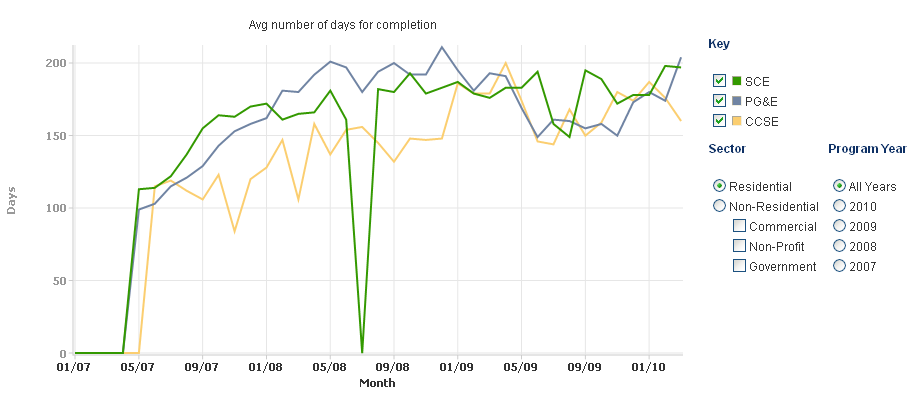 Avg number of days for completion
200
150
100
50
0
Days
01/07 05/07 09/07 01/08 05/08 09/08 01/09 05/09 09/09 01/10
Month
Key
SCE
PG&E
CCSE
Sector
Residential
Non-Residential
Commercial
Non-Profit
Government
Program Year
All Years
2010
2009
2008
2007